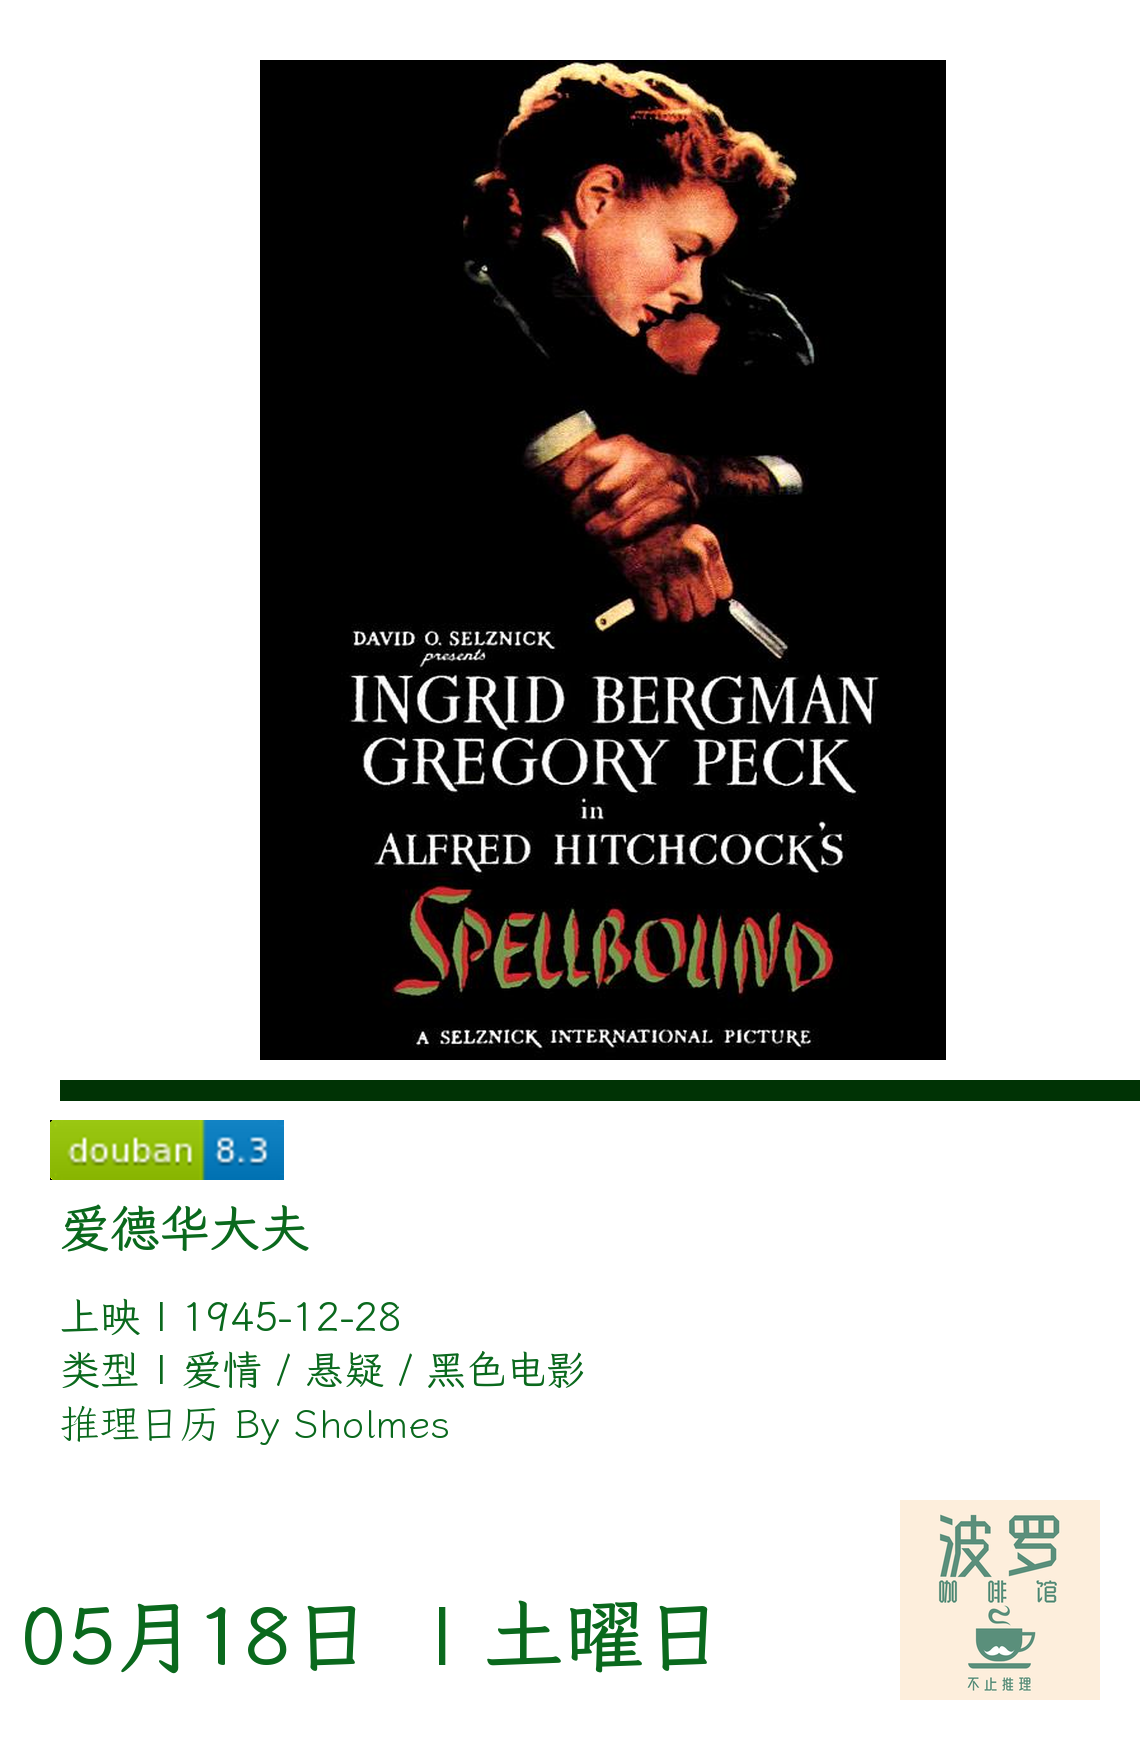 DAVID O. SELZNICK
presents
INGRID BERGMAN
GREGORY PECK
in
ALFRED HITCHCOCK'S
SPELLBOUND
A SELZNICK INTERNATIONAL PICTURE
douban 8.3
爱德华大夫
上映 | 1945-12-28
类型 | 爱情 / 悬疑 / 黑色电影
推理日历 By Sholmes
波罗
咖啡馆
不止推理
05月18日 | 土曜日